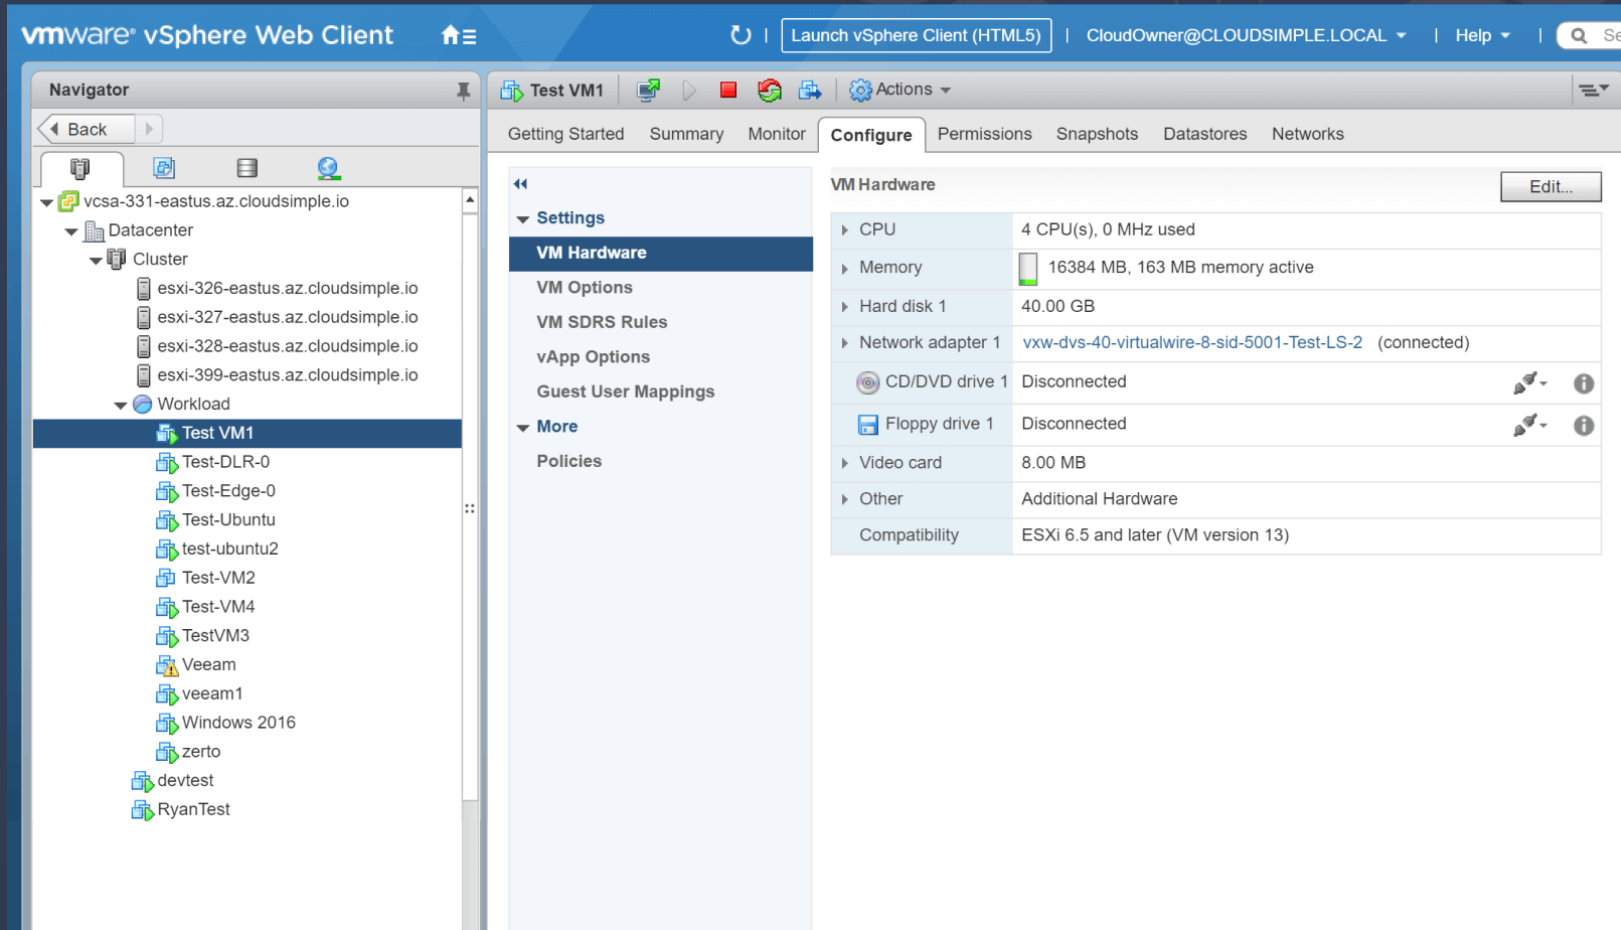 vmware® vSphere Web Client
Launch vSphere Client (HTML5) | CloudOwner@CLOUDSIMPLE.LOCAL | Help | Se
Navigator
Back
vcsa-331-eastus.az.cloudsimple.io
Datacenter
Cluster
esxi-326-eastus.az.cloudsimple.io
esxi-327-eastus.az.cloudsimple.io
esxi-328-eastus.az.cloudsimple.io
esxi-399-eastus.az.cloudsimple.io
Workload
Test VM1
Test-DLR-0
Test-Edge-0
Test-Ubuntu
test-ubuntu2
Test-VM2
Test-VM4
TestVM3
Veeam
veeam1
Windows 2016
zerto
devtest
RyanTest
Test VM1 Actions
Getting Started Summary Monitor Configure Permissions Snapshots Datastores Networks
Settings
VM Hardware
VM Options
VM SDRS Rules
vApp Options
Guest User Mappings
More
Policies
VM Hardware Edit...
CPU 4 CPU(s), 0 MHz used
Memory 16384 MB, 163 MB memory active
Hard disk 1 40.00 GB
Network adapter 1 vxw-dvs-40-virtualwire-8-sid-5001-Test-LS-2 (connected)
CD/DVD drive 1 Disconnected
Floppy drive 1 Disconnected
Video card 8.00 MB
Other Additional Hardware
Compatibility ESXi 6.5 and later (VM version 13)